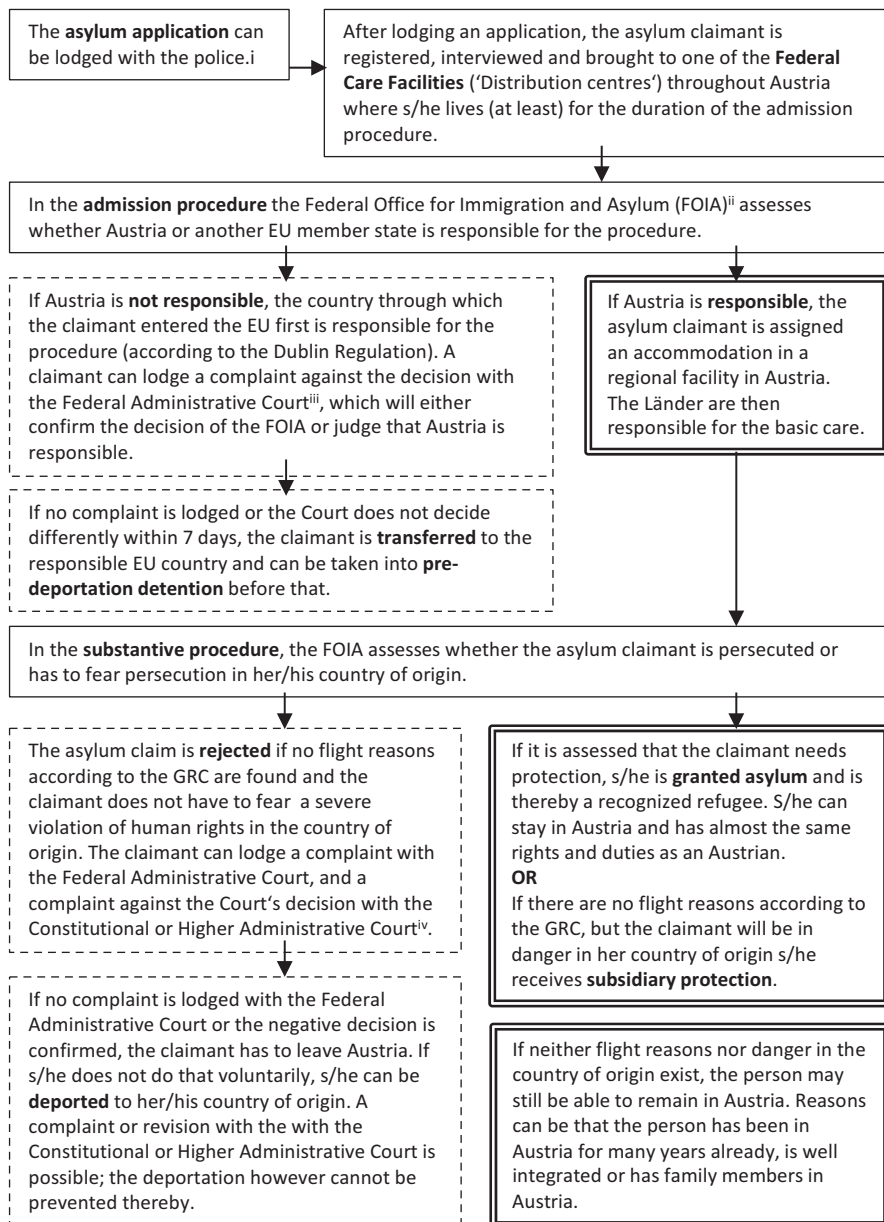 The asylum application can
be lodged with the police.i
After lodging an application, the asylum claimant is
registered, interviewed and brought to one of the Federal
Care Facilities (‘Distribution centres‘) throughout Austria
where s/he lives (at least) for the duration of the admission
procedure.
In the admission procedure the Federal Office for Immigration and Asylum (FOIA)ii assesses
whether Austria or another EU member state is responsible for the procedure.
If Austria is not responsible, the country through which
the claimant entered the EU first is responsible for the
procedure (according to the Dublin Regulation). A
claimant can lodge a complaint against the decision with
the Federal Administrative Courtiii, which will either
confirm the decision of the FOIA or judge that Austria is
responsible.
If Austria is responsible, the
asylum claimant is assigned
an accommodation in a
regional facility in Austria.
The Länder are then
responsible for the basic care.
If no complaint is lodged or the Court does not decide
differently within 7 days, the claimant is transferred to the
responsible EU country and can be taken into pre-
deportation detention before that.
In the substantive procedure, the FOIA assesses whether the asylum claimant is persecuted or
has to fear persecution in her/his country of origin.
The asylum claim is rejected if no flight reasons
according to the GRC are found and the
claimant does not have to fear a severe
violation of human rights in the country of
origin. The claimant can lodge a complaint with
the Federal Administrative Court, and a
complaint against the Court‘s decision with the
Constitutional or Higher Administrative Courtiv.
If it is assessed that the claimant needs
protection, s/he is granted asylum and is
thereby a recognized refugee. S/he can
stay in Austria and has almost the same
rights and duties as an Austrian.
OR
If there are no flight reasons according to
the GRC, but the claimant will be in
danger in her country of origin s/he
receives subsidiary protection.
If no complaint is lodged with the Federal
Administrative Court or the negative decision is
confirmed, the claimant has to leave Austria. If
s/he does not do that voluntarily, s/he can be
deported to her/his country of origin. A
complaint or revision with the with the
Constitutional or Higher Administrative Court is
possible; the deportation however cannot be
prevented thereby.
If neither flight reasons nor danger in the
country of origin exist, the person may
still be able to remain in Austria. Reasons
can be that the person has been in
Austria for many years already, is well
integrated or has family members in
Austria.